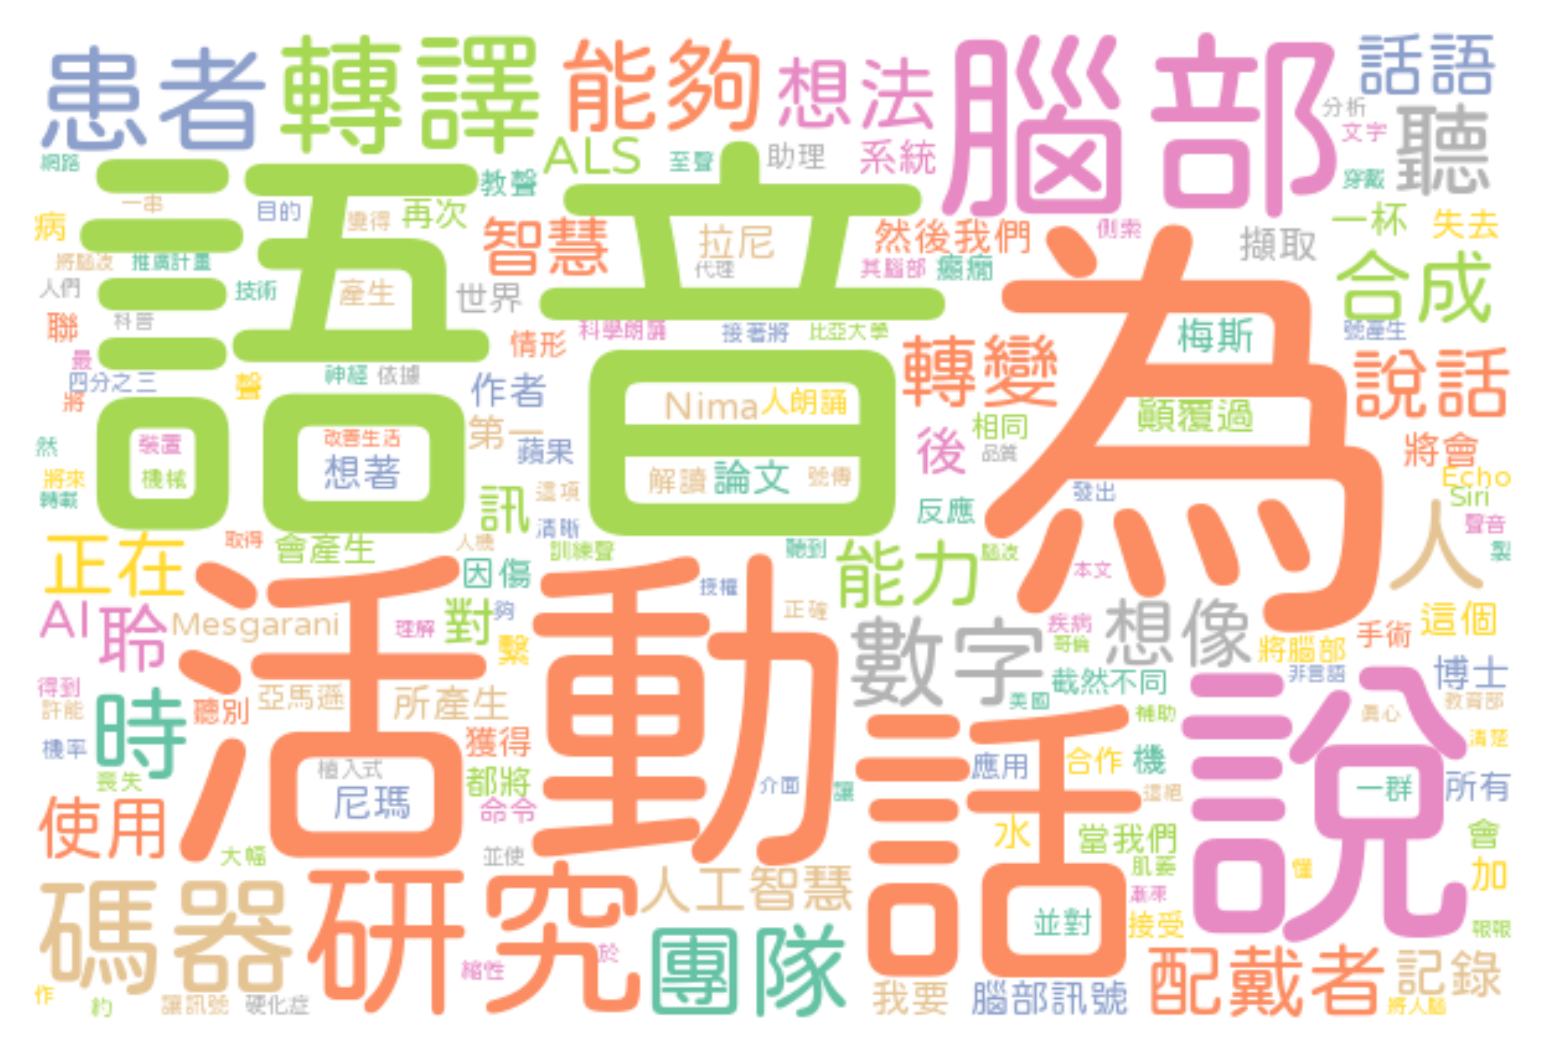 患者
轉譯
能夠
想法
腦部
話語
分析
文字
聽
網路
ALS
至聲
助理
系統
穿戴
語音
一串
目的
變得
教聲
再次
病
智慧
拉尼
代理
然後我們
側索
擷取
一杯
失去
將腦波
推廣計畫
其腦部
癲癇
合成
為
人們
技術
產生
世界
科普
聯
情形
科學朗誦
接著將
比亞大學
梅斯
號產生
最
四分之三
神經
依據
聲
作者
轉變
說話
將
Nima
人朗誦
顛覆過
改善生活
第一
相同
然
裝置
想著
蘋果
後
品質
將會
將來
機械
解讀
論文
號傳
Echo
轉載
訊
這項
發出
Siri
清晰
反應
人
聲音
正在
取得
會產生
人機
訓練聲
聽到
能力
腦波
製
活動
因傷
授權
本文
AI
聆
Mesgarani
理解
對
夠
正確
數字
疾病
想像
這個
繫
哥倫
將腦部
手術
得到
亞馬遜
所產生
截然不同
非言語
博士
許能
時
聽別
美國
補助
說
真心
教育部
機率
獲得
話
應用
合作
機
清楚
喪失
植入式
都將
介面
讓
這絕
一群
所有
使用
尼瑪
命令
水
當我們
會
大幅
並使
肌萎
懂
加
碼器
研究
人工智慧
漸凍
並對
接受
報報
縮性
於
團隊
配戴者
記錄
作
約
讓訊號
硬化症
我要
腦部訊號
將人腦